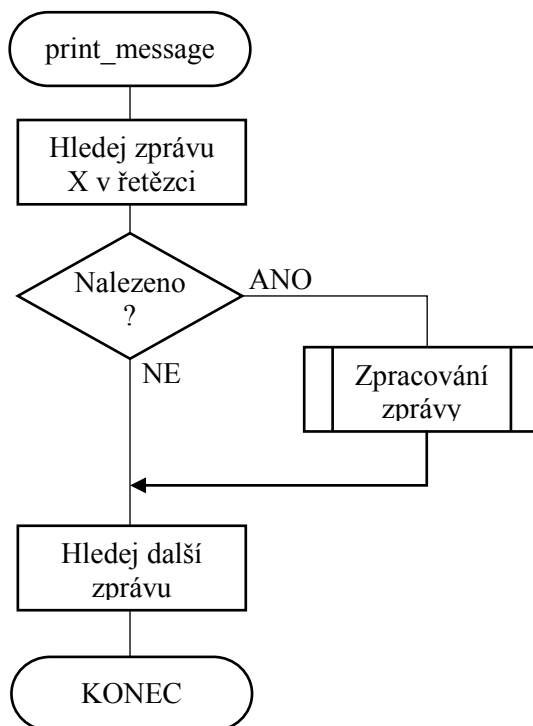 print_message
Hledej zprávu
X v řetězci
Nalezeno
?
ANO
NE
Zpracování
zprávy
Hledej další
zprávu
KONEC